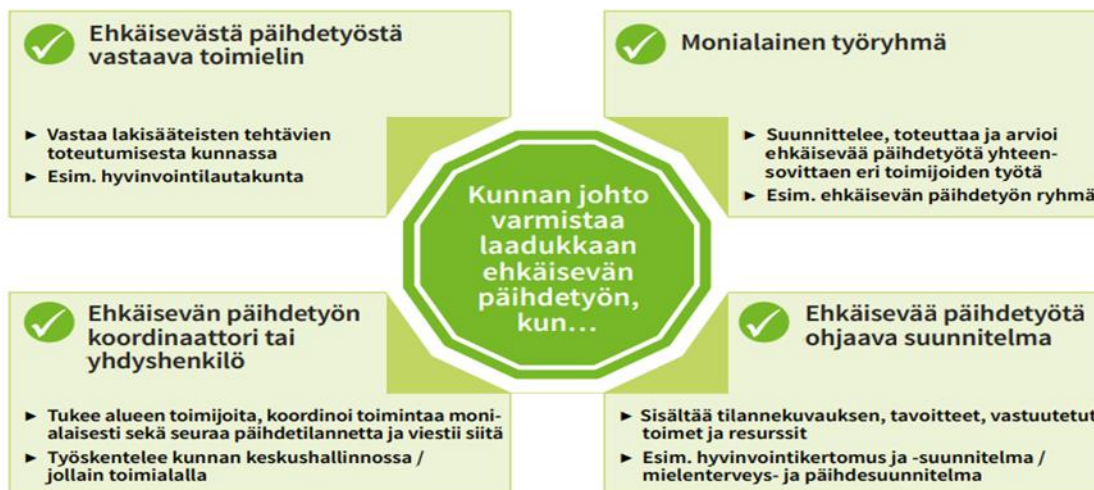 Ehkäisevästä päihdetyöstä
vastaava toimielin
► Vastaa lakisääteisten tehtävien
toteutumisesta kunnassa
► Esim. hyvinvointilautakunta
Monialainen työryhmä
► Suunnittelee, toteuttaa ja arvioi
ehkäisevää päihdetyötä yhteen-
sovittaen eri toimijoiden työtä
► Esim. ehkäisevän päihdetyön ryhmä
Kunnan johto
varmistaa
laadukkaan
ehkäisevän
päihdetyön,
kun...
Ehkäisevän päihdetyön
koordinaattori tai
yhdyshenkilö
► Tukee alueen toimijoita, koordinoi toimintaa moni-
alaisesti sekä seuraa päihdetilannetta ja viestii siitä
► Työskentelee kunnan keskushallinnossa /
jollain toimialalla
Ehkäisevää päihdetyötä
ohjaava suunnitelma
► Sisältää tilannekuvauksen, tavoitteet, vastuutetut
toimet ja resurssit
► Esim. hyvinvointikertomus ja -suunnitelma /
mielenterveys- ja päihdesuunnitelma